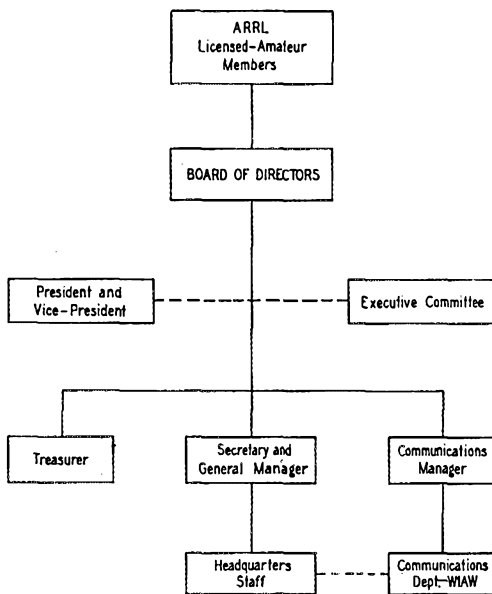 ARRL
Licensed-Amateur
Members
BOARD OF DIRECTORS
President and
Vice-President
Executive Committee
Treasurer
Secretary and
General Manager
Communications
Manager
Headquarters
Staff
Communications
Dept.-W1AW